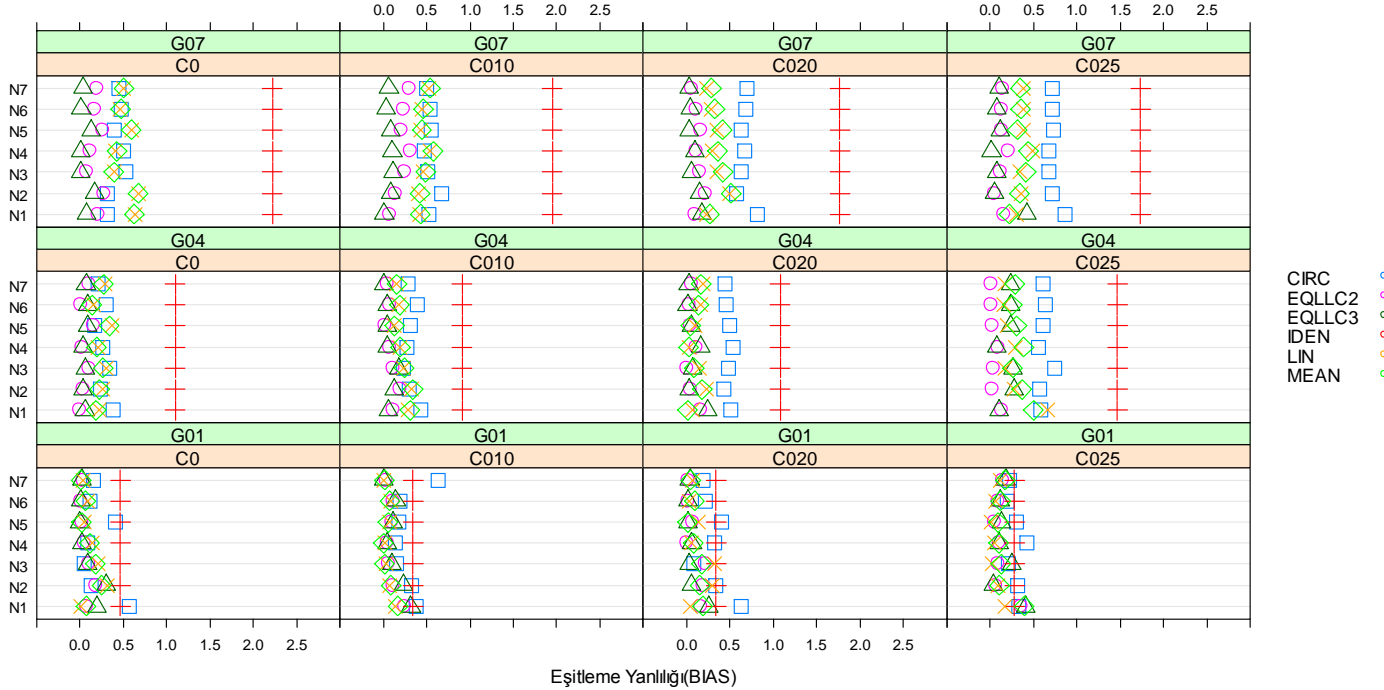 0.0 0.5 1.0 1.5 2.0 2.5 0.0 0.5 1.0 1.5 2.0 2.5
G07 G07 G07 G07
C0 C010 C020 C025
N7
N6
N5
N4
N3
N2
N1
G04 G04 G04 G04
C0 C010 C020 C025
N7
N6
N5
N4
N3
N2
N1
G01 G01 G01 G01
C0 C010 C020 C025
N7
N6
N5
N4
N3
N2
N1
0.0 0.5 1.0 1.5 2.0 2.5 0.0 0.5 1.0 1.5 2.0 2.5
Eşitleme Yanlılığı(BIAS)
CIRC
EQLLC2
EQLLC3
IDEN
LIN
MEAN